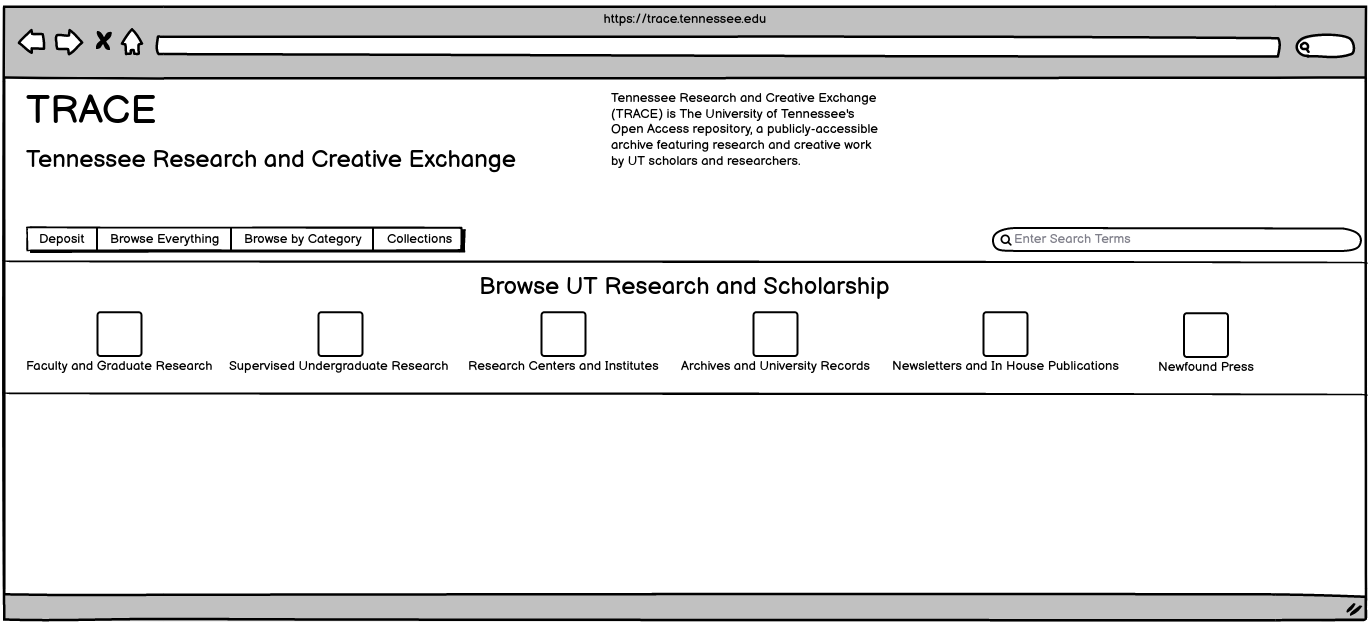 https://trace.tennessee.edu
TRACE
Tennessee Research and Creative Exchange
Tennessee Research and Creative Exchange
(TRACE) is The University of Tennessee's
Open Access repository, a publicly-accessible
archive featuring research and creative work
by UT scholars and researchers.
Deposit Browse Everything Browse by Category Collections
Enter Search Terms
Browse UT Research and Scholarship
Faculty and Graduate Research Supervised Undergraduate Research Research Centers and Institutes Archives and University Records Newsletters and In House Publications Newfound Press